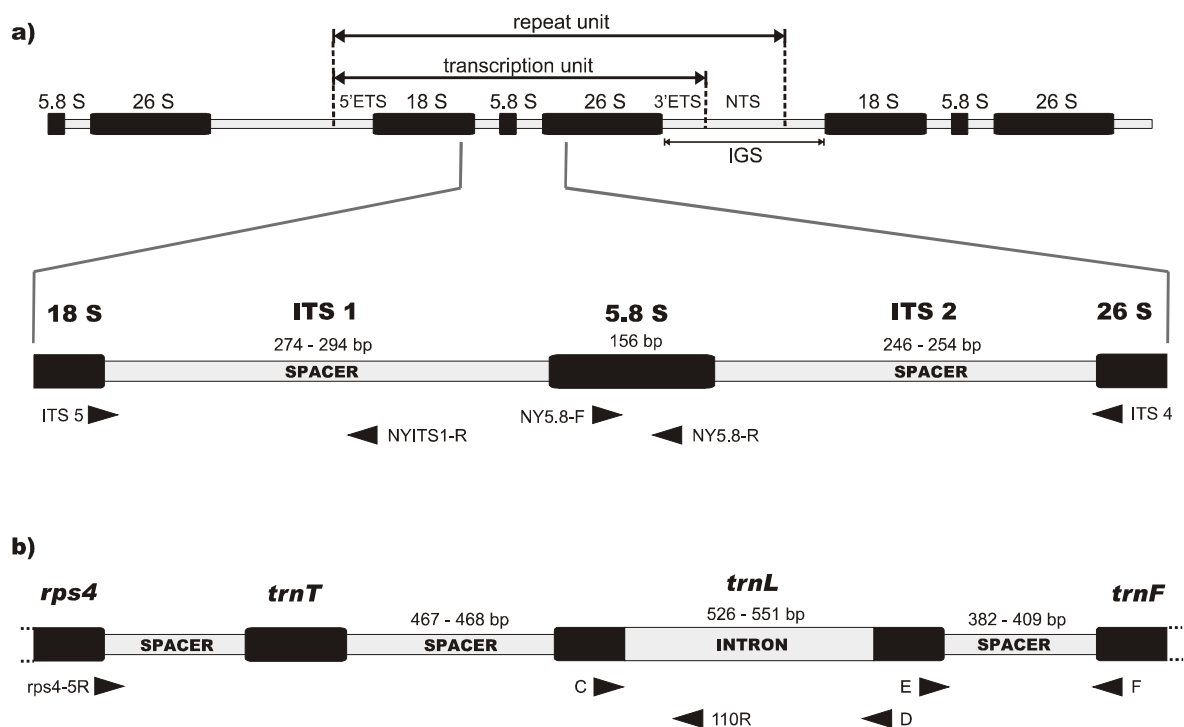 a)
repeat unit
transcription unit
5.8 S 26 S 5'ETS 18 S 5.8 S 26 S 3'ETS NTS 18 S 5.8 S 26 S
IGS
18 S ITS 1 5.8 S ITS 2 26 S
274 - 294 bp 156 bp 246 - 254 bp
SPACER SPACER
ITS 5 NY5.8-F ITS 4
NYITS1-R NY5.8-R
b)
rps4 trnT trnL trnF
467 - 468 bp 526 - 551 bp 382 - 409 bp
SPACER SPACER INTRON SPACER
rps4-5R C E F
110R D